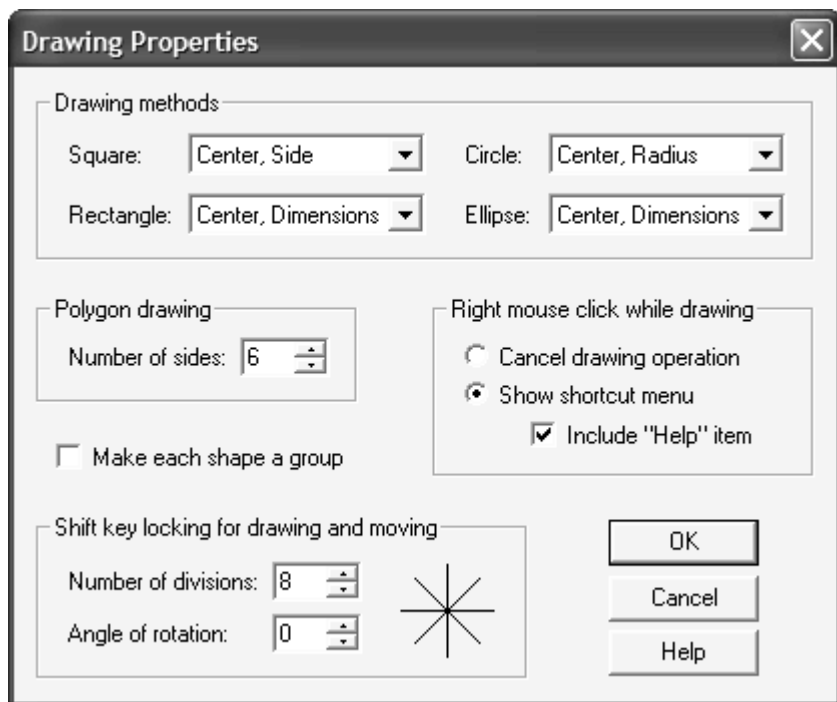 Drawing Properties
Drawing methods
Square: Center, Side Circle: Center, Radius
Rectangle: Center, Dimensions Ellipse: Center, Dimensions
Polygon drawing
Number of sides: 6
Right mouse click while drawing
Cancel drawing operation
Show shortcut menu
Include "Help" item
Make each shape a group
Shift key locking for drawing and moving
Number of divisions: 8
Angle of rotation: 0
OK
Cancel
Help